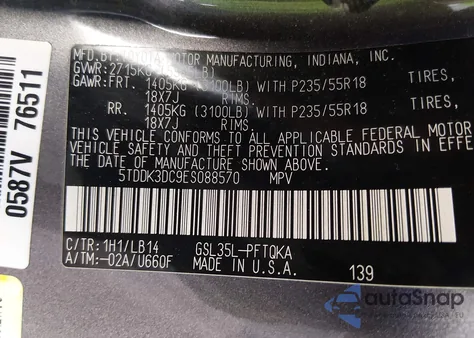 MFD.BY: TOYOTA MOTOR MANUFACTURING, INDIANA, INC.
GVWR: 2715KG LB)
GAWR: FRT. 1405KG (3100LB) WITH P235/55R18 TIRES,
18X7J RIMS.
RR. 1405KG (3100LB) WITH P235/55R18 TIRES,
18X7J RIMS.
THIS VEHICLE CONFORMS TO ALL APPLICABLE FEDERAL MOTOR
VEHICLE SAFETY AND THEFT PREVENTION STANDARDS IN EFFE
ON THE DATE OF MANUFACTURE SHOWN ABOVE.
5TDDK3DC9ES088570 MPV
C/TR: 1H1/LB14 GSL35L-PFTQKA
A/TM: -02A/U660F MADE IN U.S.A.
139
0587V 76511
autoSnap